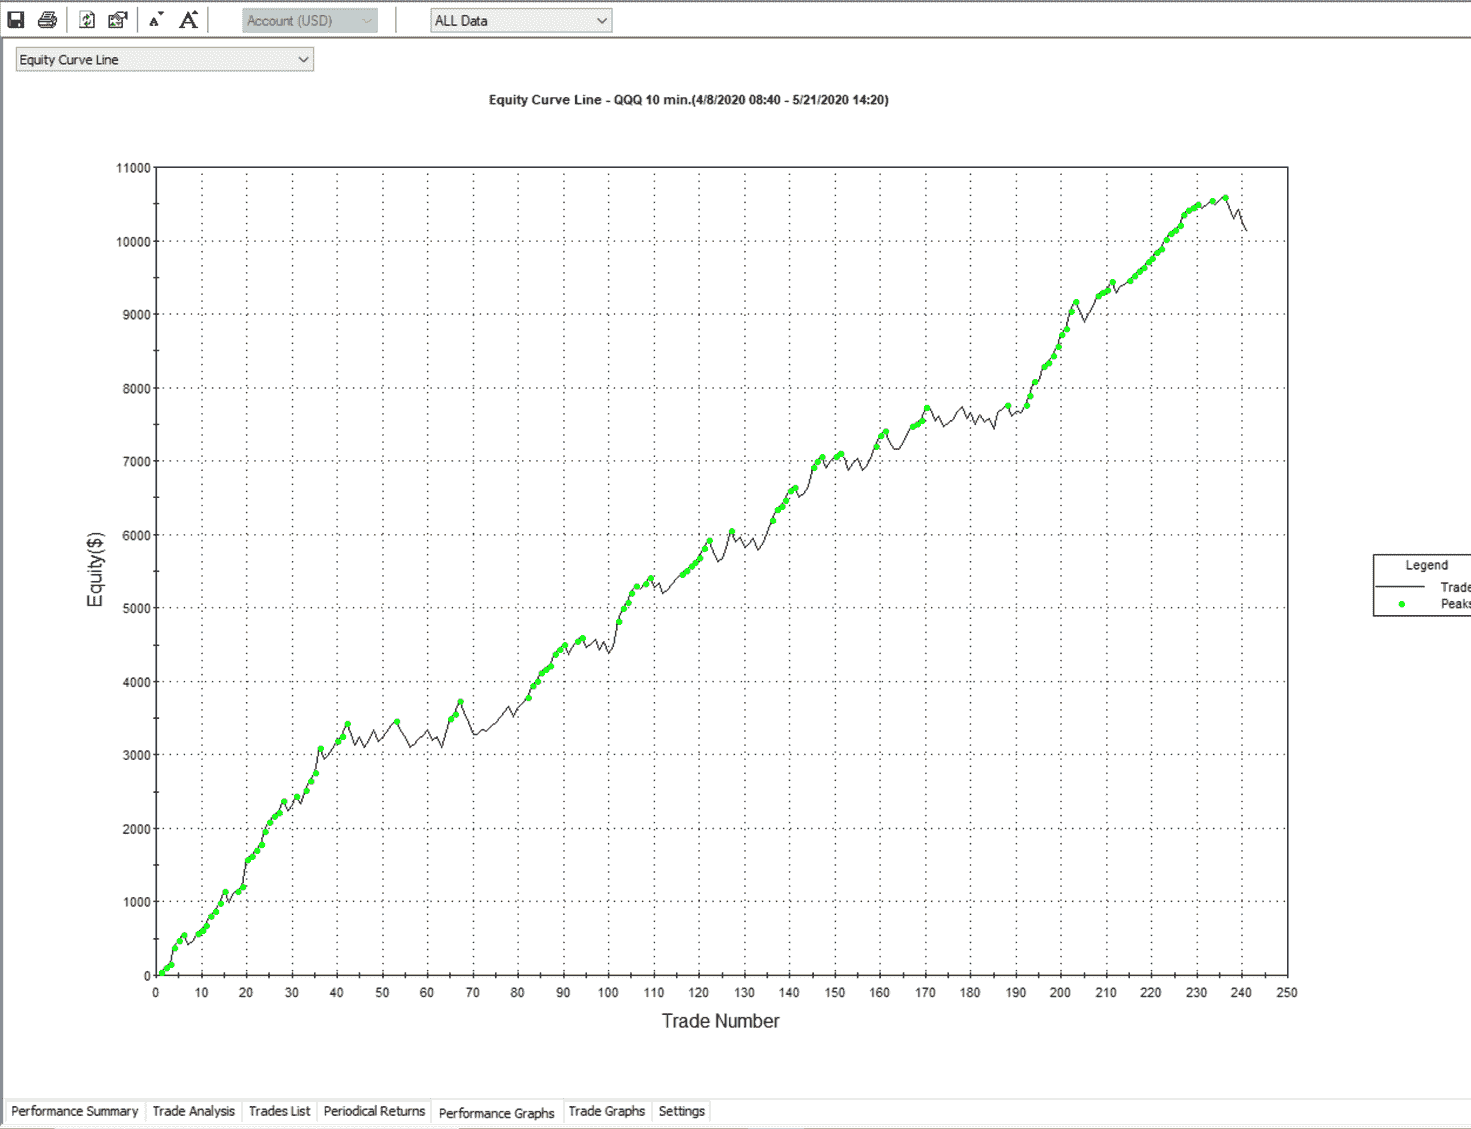 Account (USD)
ALL Data
Equity Curve Line
Equity Curve Line - QQQ 10 min.(4/8/2020 08:40 - 5/21/2020 14:20)
11000
10000
9000
8000
7000
6000
5000
4000
3000
2000
1000
0
Equity($)
0 10 20 30 40 50 60 70 80 90 100 110 120 130 140 150 160 170 180 190 200 210 220 230 240 250
Trade Number
Legend
Trade
Peaks
Performance Summary Trade Analysis Trades List Periodical Returns Performance Graphs Trade Graphs Settings